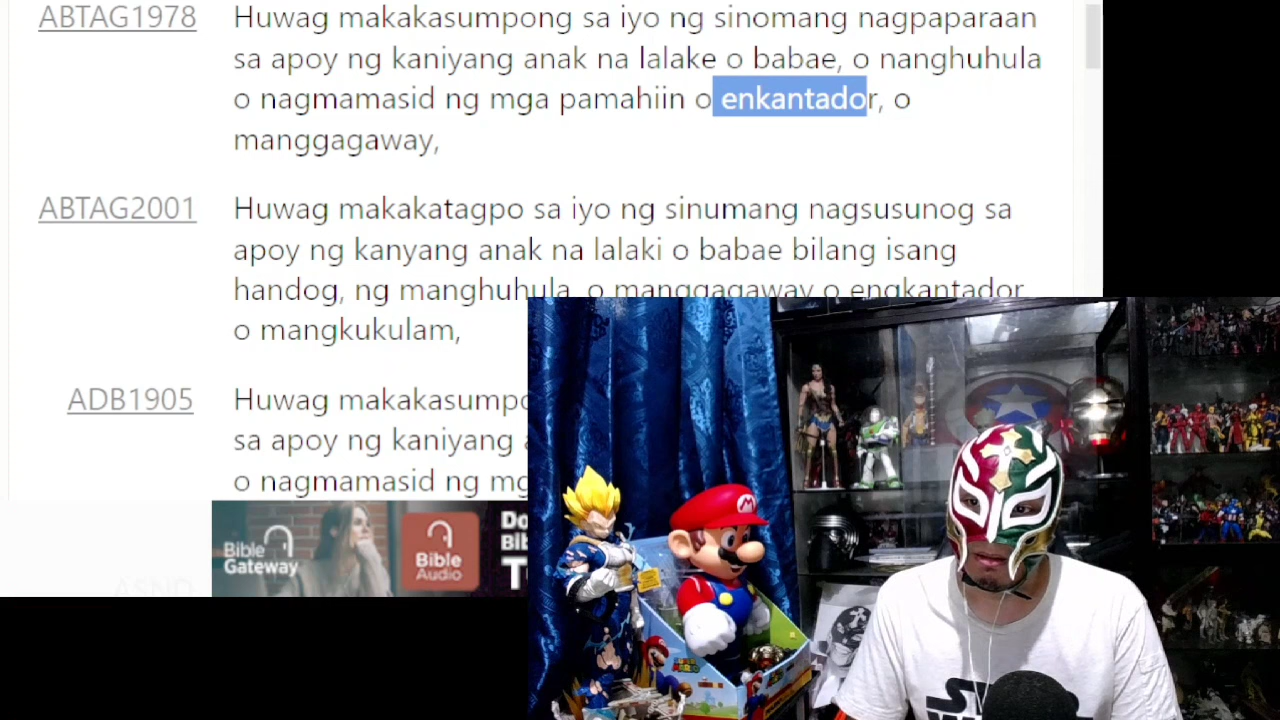 ABTAG1978
Huwag makakasumpong sa iyo ng sinomang nagpaparaan
sa apoy ng kaniyang anak na lalake o babae, o nanghuhula
o nagmamasid ng mga pamahiin o enkantador, o
manggagaway,
ABTAG2001
Huwag makakatagpo sa iyo ng sinumang nagsusunog sa
apoy ng kanyang anak na lalaki o babae bilang isang
handog, ng manghuhula, o manggagaway o engkantador
o mangkukulam,
ADB1905
Huwag
sa apoy ng kaniyang
o nagmamasid ng
ASND
Bible
Gateway
Bible
Audio
SUPER
MARIO